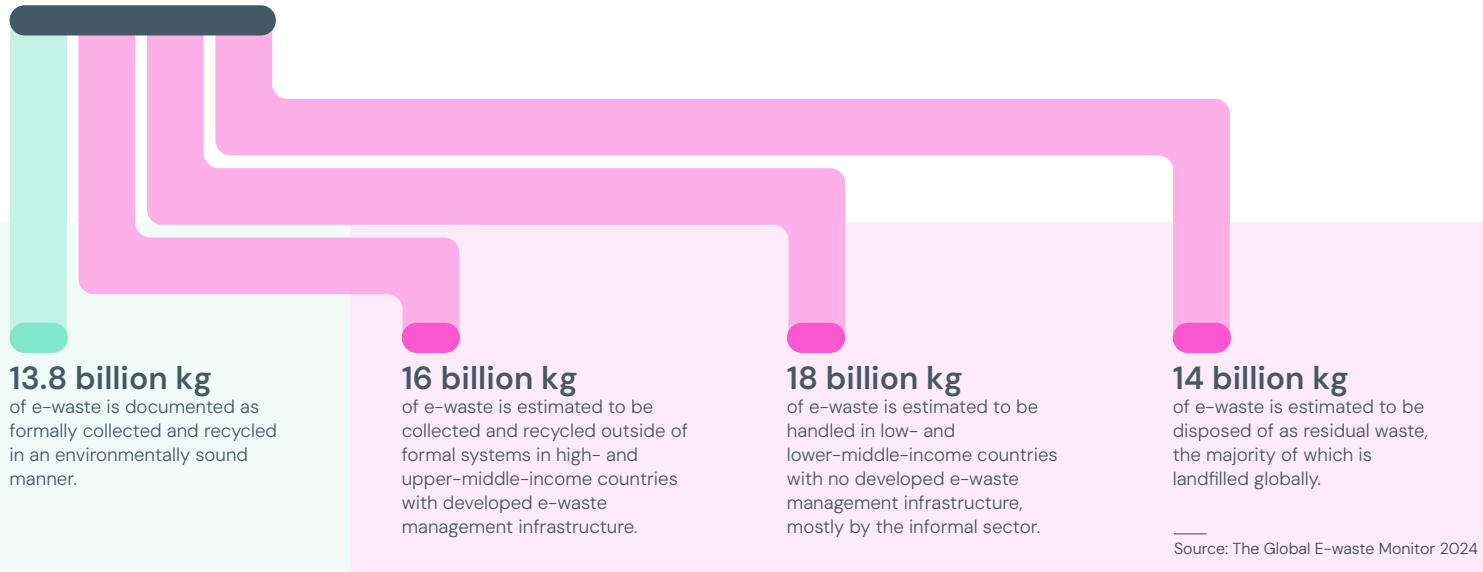 13.8 billion kg
of e-waste is documented as
formally collected and recycled
in an environmentally sound
manner.
16 billion kg
of e-waste is estimated to be
collected and recycled outside of
formal systems in high- and
upper-middle-income countries
with developed e-waste
management infrastructure.
18 billion kg
of e-waste is estimated to be
handled in low- and
lower-middle-income countries
with no developed e-waste
management infrastructure,
mostly by the informal sector.
14 billion kg
of e-waste is estimated to be
disposed of as residual waste,
the majority of which is
landfilled globally.
Source: The Global E-waste Monitor 2024